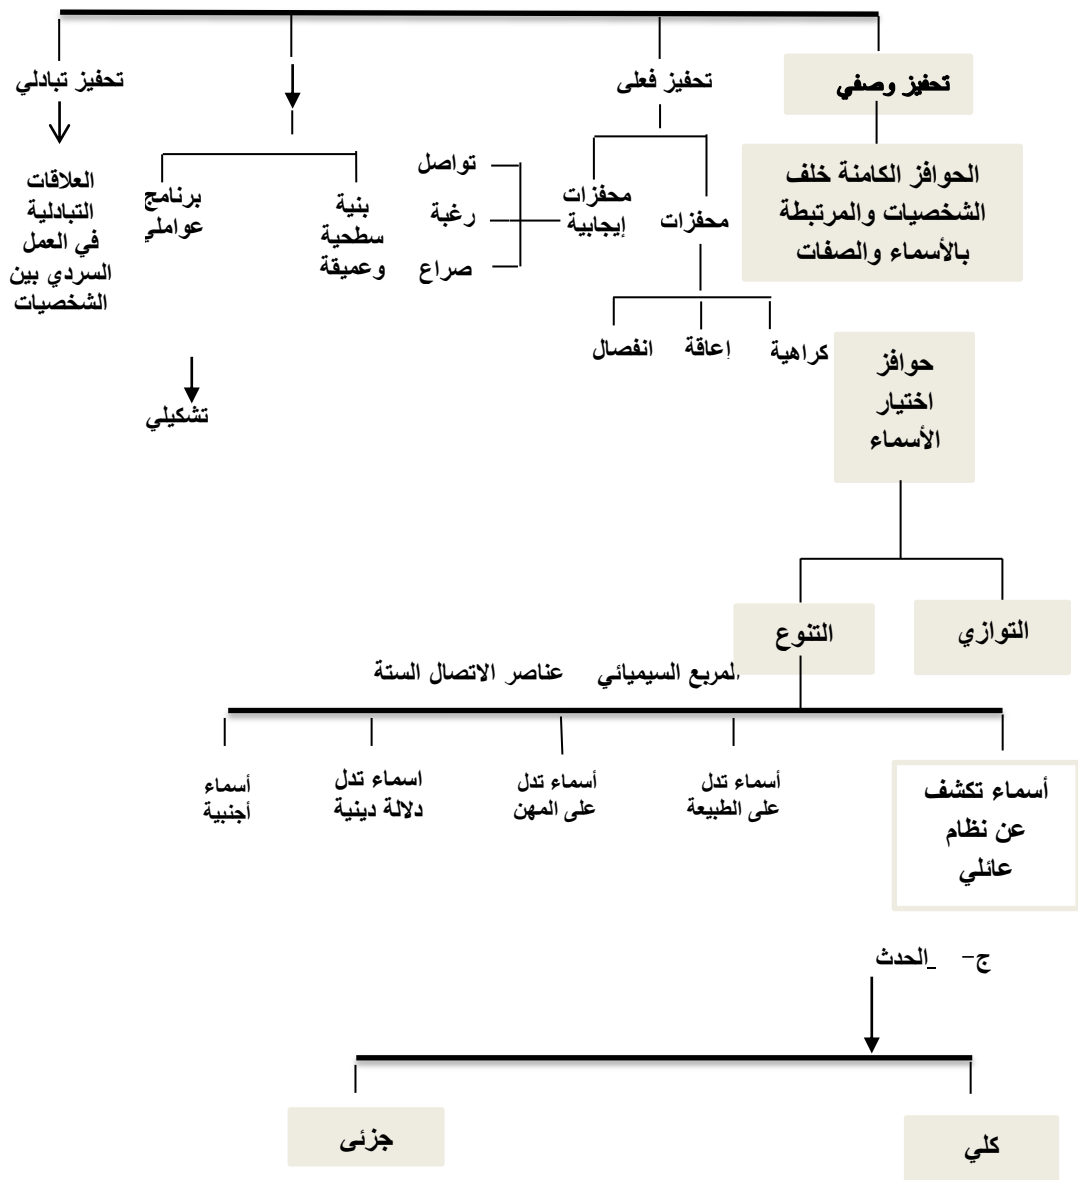 تحفيز وصفي
تحفيز فعلى
تحفيز تبادلي
الحوافز الكامنة خلف
الشخصيات والمرتبطة
بالأسماء والصفات
محفزات
محفزات
إيجابية
تواصل
رغبة
صراع
بنية
سطحية
وعميقة
برنامج
عواملي
العلاقات
التبادلية
في العمل
السردي بين
الشخصيات
كراهية
إعاقة
انفصال
تشكيلي
حوافز
اختيار
الأسماء
التوازي
التنوع
المربع السيميائي
عناصر الاتصال الستة
أسماء تكشف
عن نظام
عائلي
أسماء تدل
على الطبيعة
أسماء تدل
على المهن
اسماء تدل
دلالة دينية
أسماء
أجنبية
ج- _الحدث
كلي
جزئى